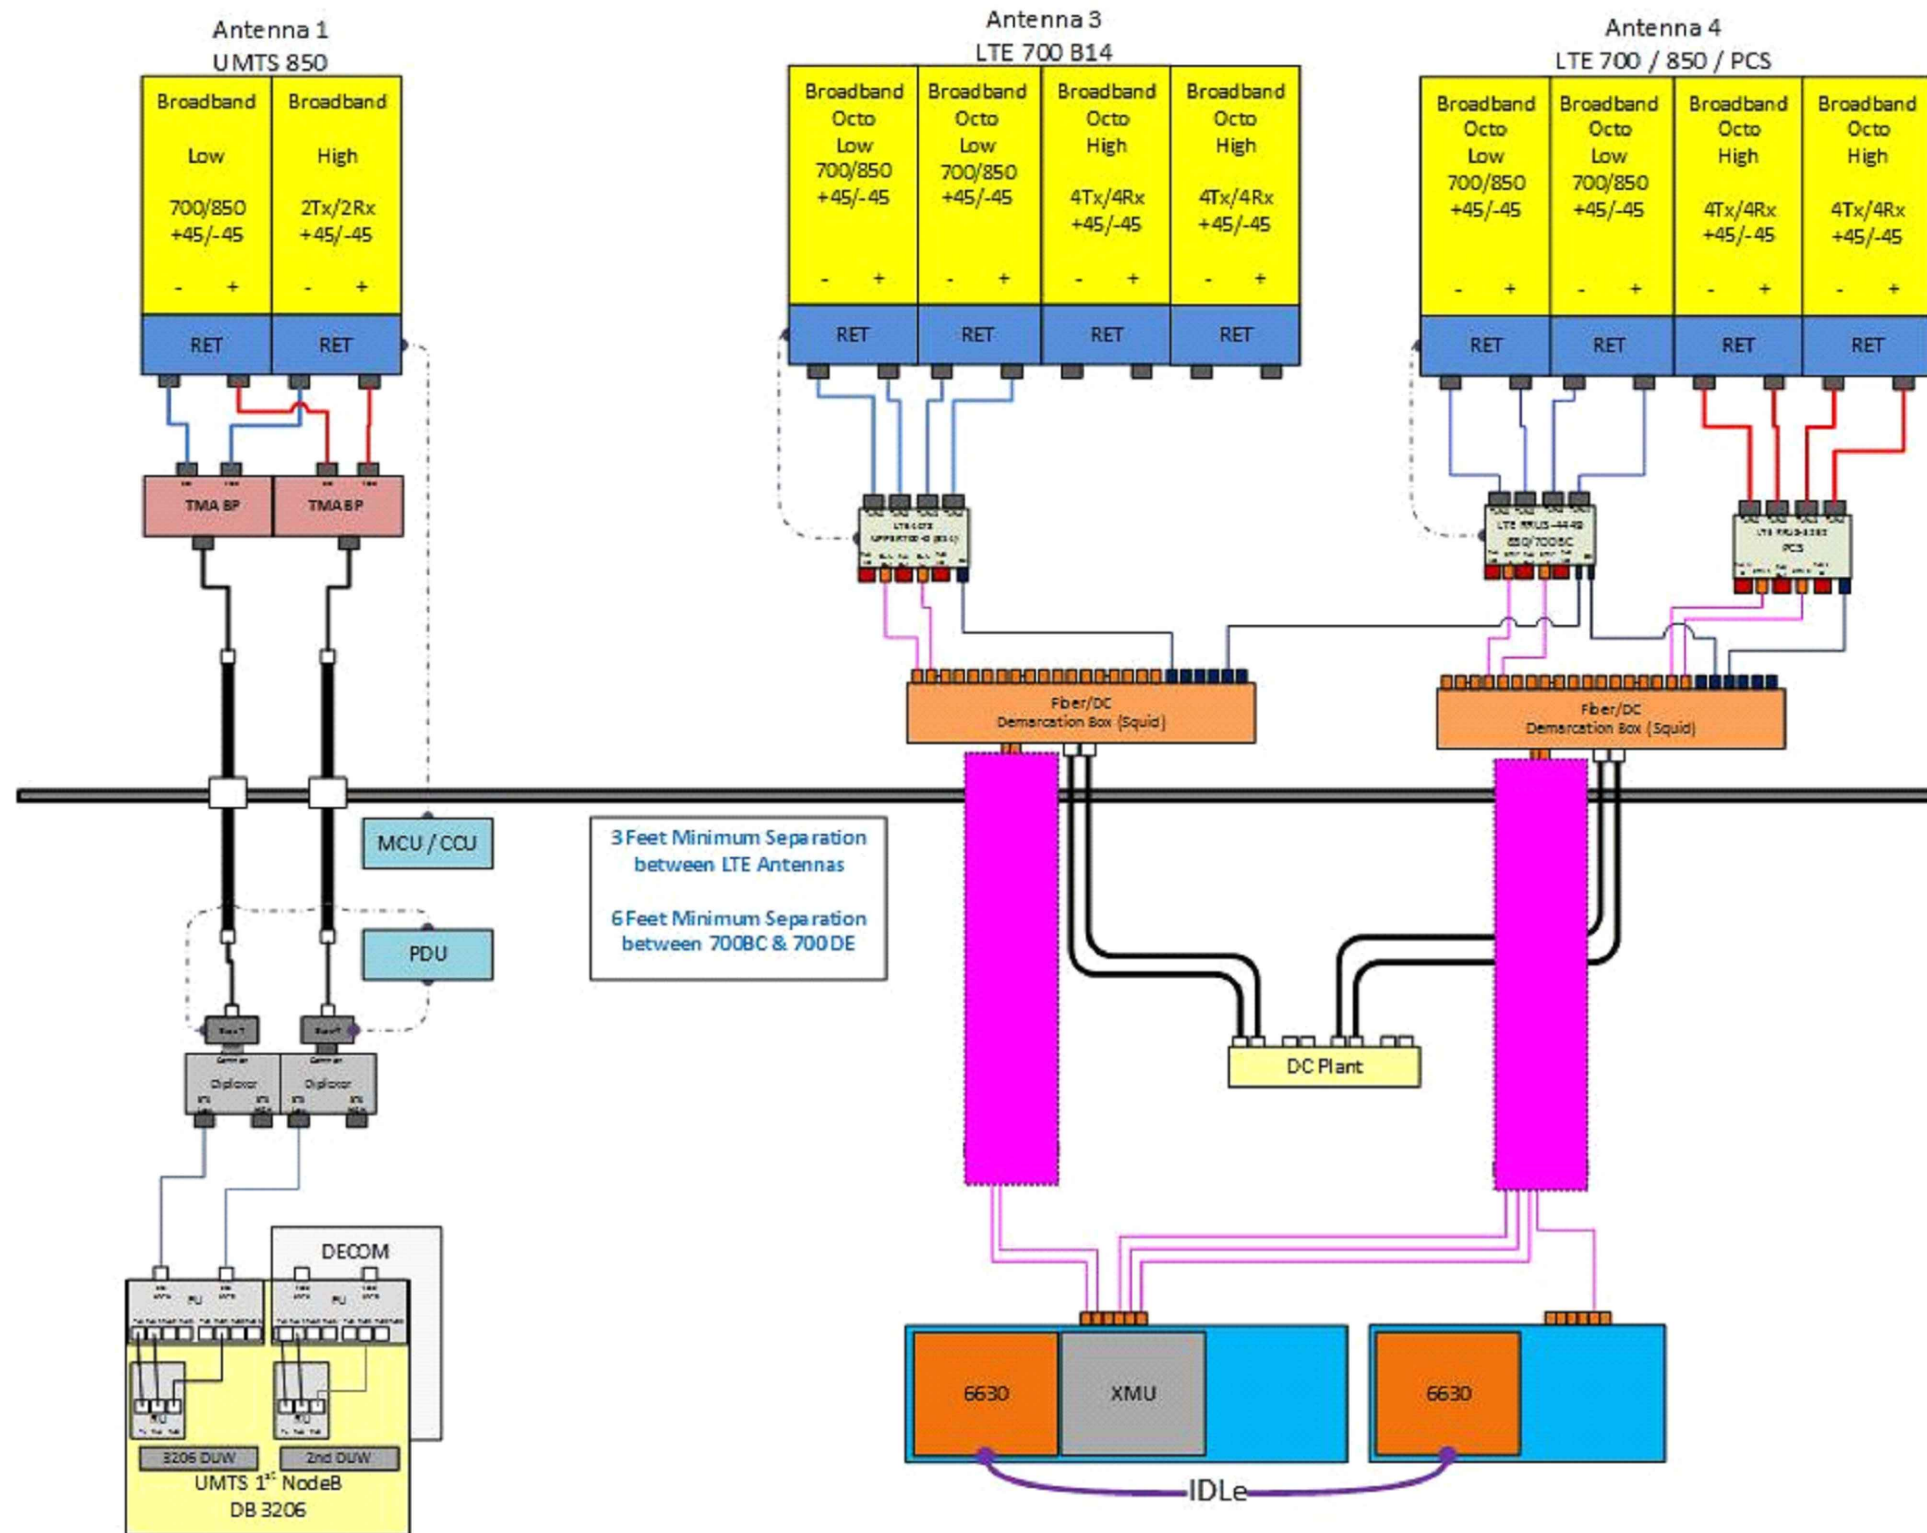 Antenna 1
UMTS 850
Broadband
Low
700/850
+45/-45
- +
Broadband
High
2Tx/2Rx
+45/-45
- +
RET
RET
TMA BP
TMA BP
Antenna 3
LTE 700 B14
Broadband
Octo
Low
700/850
+45/-45
- +
Broadband
Octo
Low
700/850
+45/-45
- +
Broadband
Octo
High
4Tx/4Rx
+45/-45
- +
Broadband
Octo
High
4Tx/4Rx
+45/-45
- +
RET
RET
RET
RET
Antenna 4
LTE 700 / 850 / PCS
Broadband
Octo
Low
700/850
+45/-45
- +
Broadband
Octo
Low
700/850
+45/-45
- +
Broadband
Octo
High
4Tx/4Rx
+45/-45
- +
Broadband
Octo
High
4Tx/4Rx
+45/-45
- +
RET
RET
RET
RET
LTE RRUS-4449
850/700BC
PCS
Fiber/DC
Demarcation Box (Squid)
Fiber/DC
Demarcation Box (Squid)
MCU / CCU
PDU
3 Feet Minimum Separation
between LTE Antennas
6 Feet Minimum Separation
between 700BC & 700DE
DC Plant
Diplexer
Diplexer
DECOM
RU
RU
3206 DUW
2nd DUW
UMTS 1st NodeB
DB 3206
6630
XMU
6630
IDLe